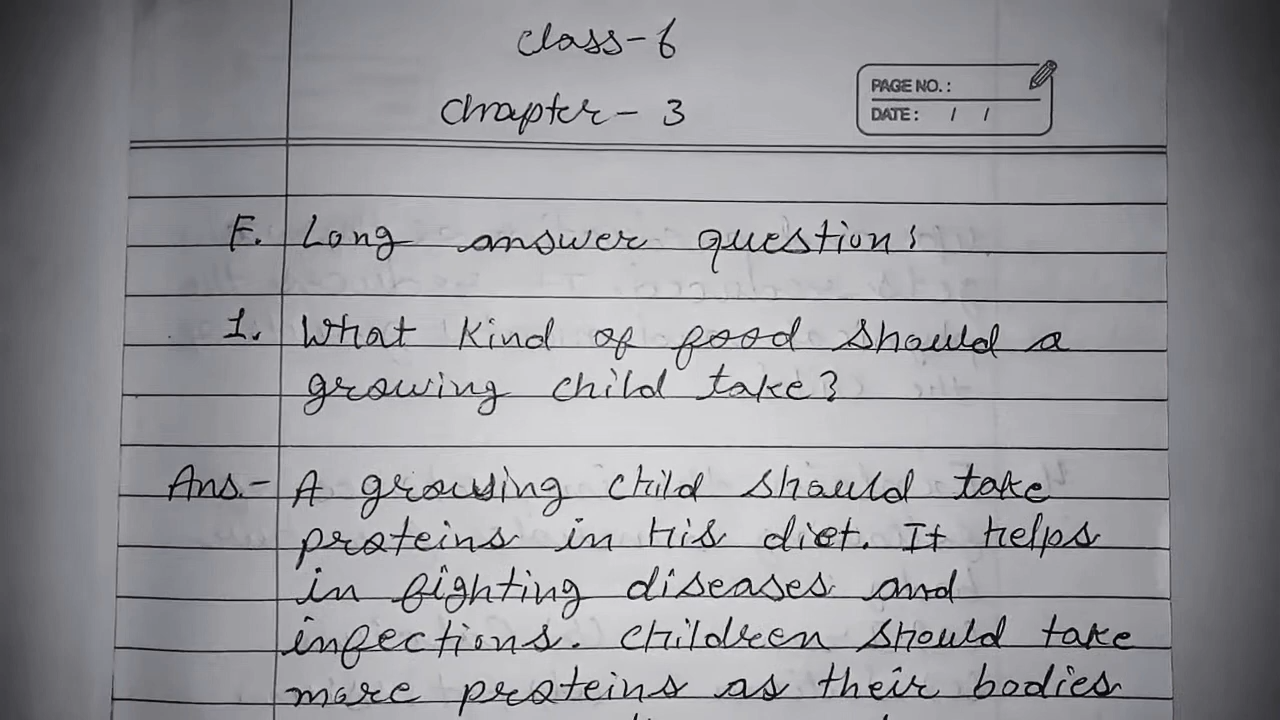 Class-6
Chapter-3
PAGE NO.:
DATE: / /
F. Long answer question:
1. What kind of food should a
growing child take?
Ans.- A growing child should take
proteins in his diet. It helps
in fighting diseases and
infections. Children should take
more proteins as their bodies